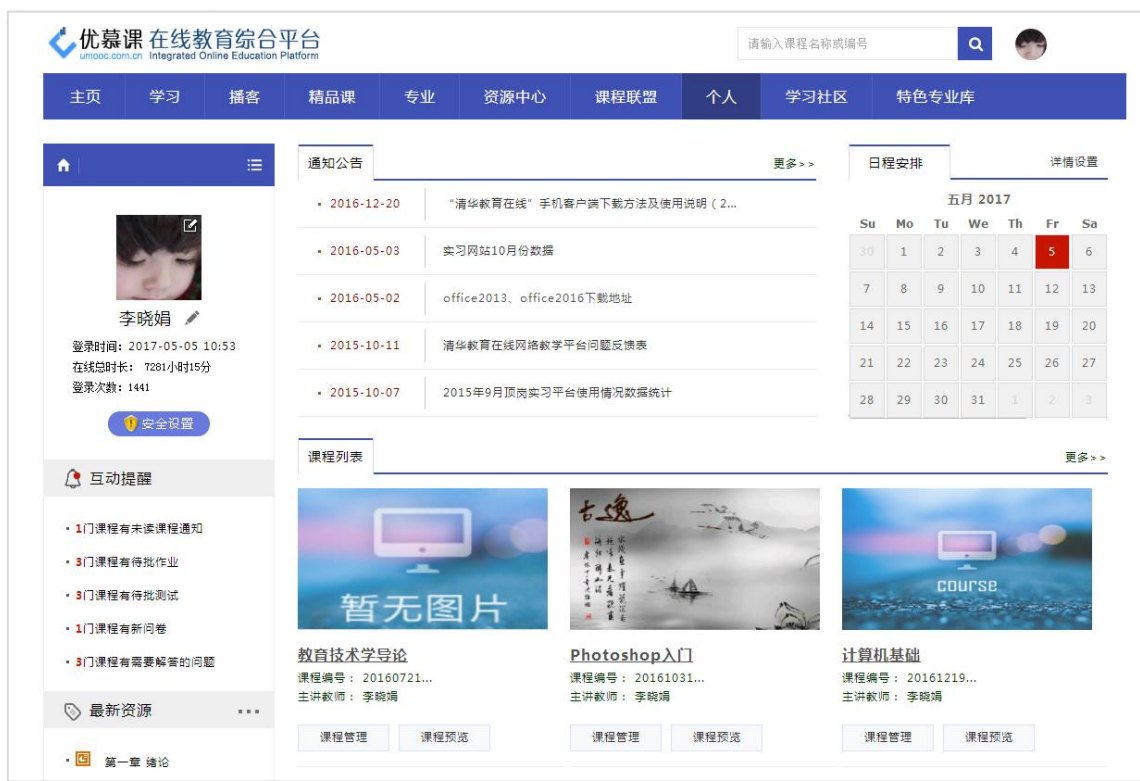 优慕课 在线教育综合平台
umooc.com.cn Integrated Online Education Platform
请输入课程名称或编号
主页 学习 播客 精品课 专业 资源中心 课程联盟 个人 学习社区 特色专业库
李晓娟
登录时间：2017-05-05 10:53
在线总时长： 7281小时15分
登录次数：1441
安全设置
互动提醒
1门课程有未读课程通知
3门课程有待批作业
3门课程有待批测试
1门课程有新问卷
3门课程有需要解答的问题
最新资源
第一章 绪论
通知公告 更多>>
2016-12-20 “清华教育在线”手机客户端下载方法及使用说明（2...
2016-05-03 实习网站10月份数据
2016-05-02 office2013、office2016下载地址
2015-10-11 清华教育在线网络教学平台问题反馈表
2015-10-07 2015年9月顶岗实习平台使用情况数据统计
日程安排 详情设置
五月 2017
Su Mo Tu We Th Fr Sa
30 1 2 3 4 5 6
7 8 9 10 11 12 13
14 15 16 17 18 19 20
21 22 23 24 25 26 27
28 29 30 31 1 2 3
课程列表 更多>>
暂无图片
古逸
course
教育技术学导论
课程编号： 20160721...
主讲教师： 李晓娟
课程管理 课程预览
Photoshop入门
课程编号： 20161031...
主讲教师： 李晓娟
课程管理 课程预览
计算机基础
课程编号： 20161219...
主讲教师： 李晓娟
课程管理 课程预览